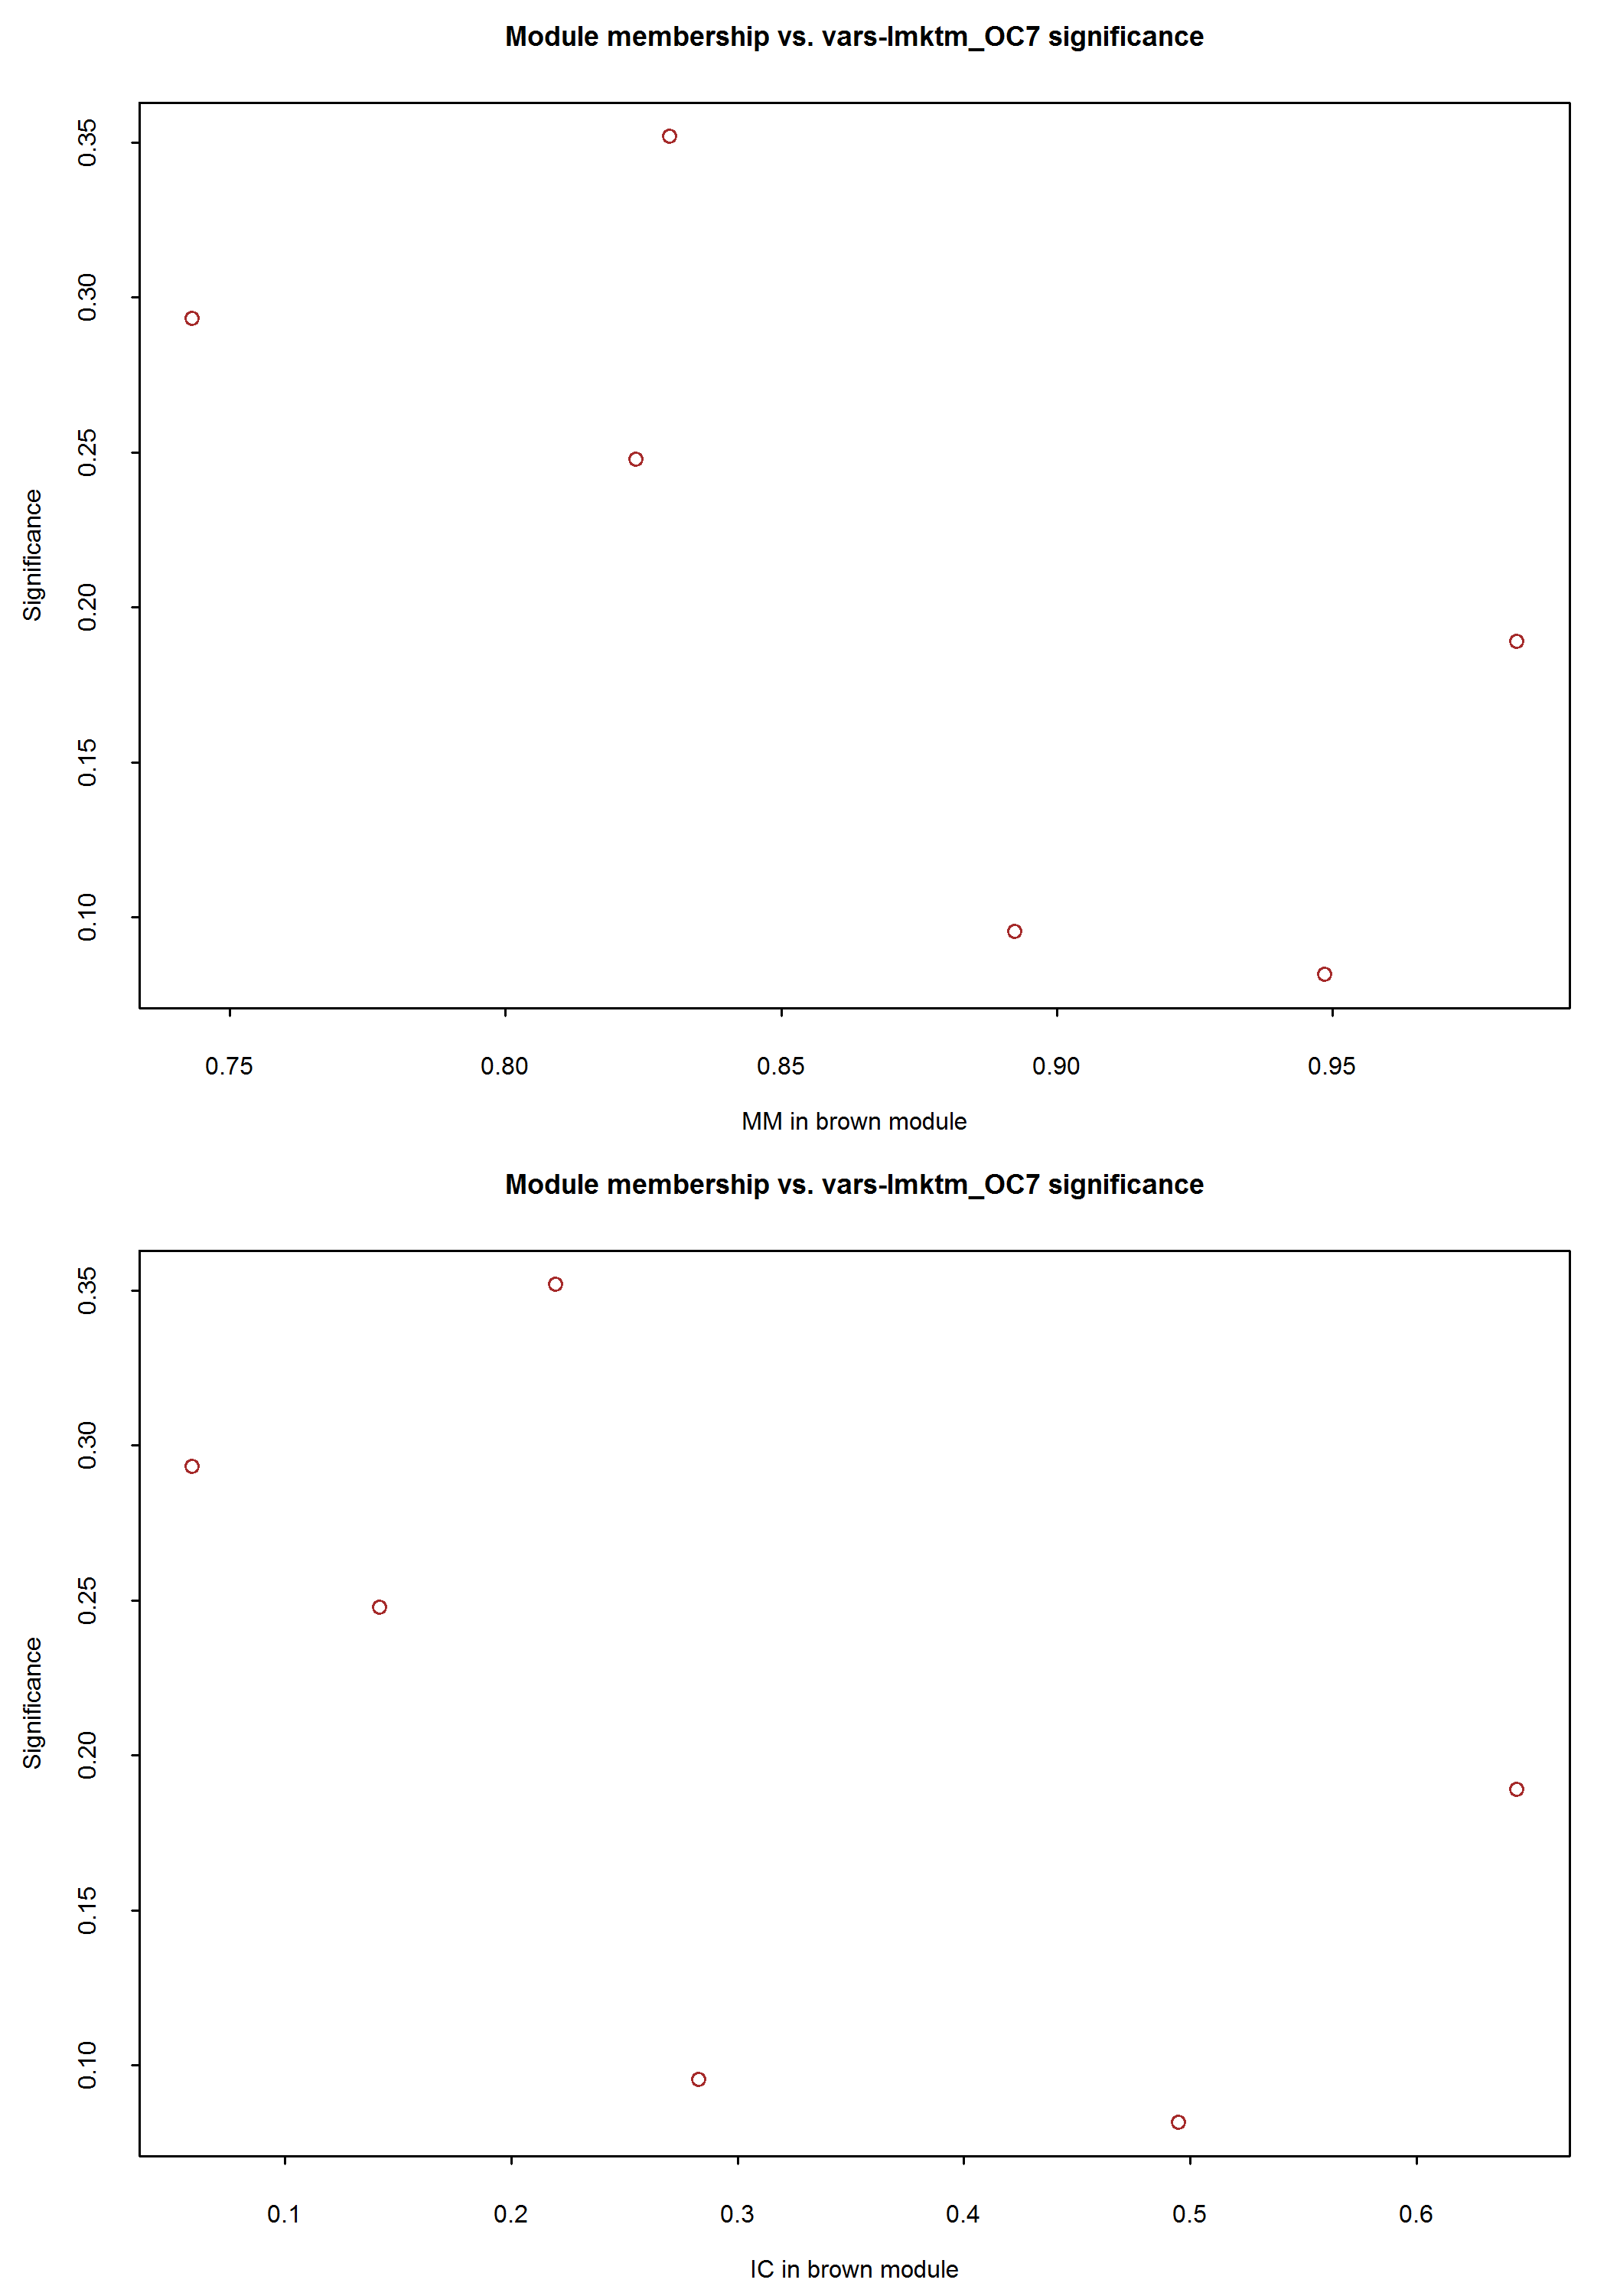 Module membership vs. vars-lmktm_OC7 significance
0.35
0.30
0.25
0.20
0.15
0.10
Significance
0.75 0.80 0.85 0.90 0.95
MM in brown module
Module membership vs. vars-lmktm_OC7 significance
0.35
0.30
0.25
0.20
0.15
0.10
Significance
0.1 0.2 0.3 0.4 0.5 0.6
IC in brown module